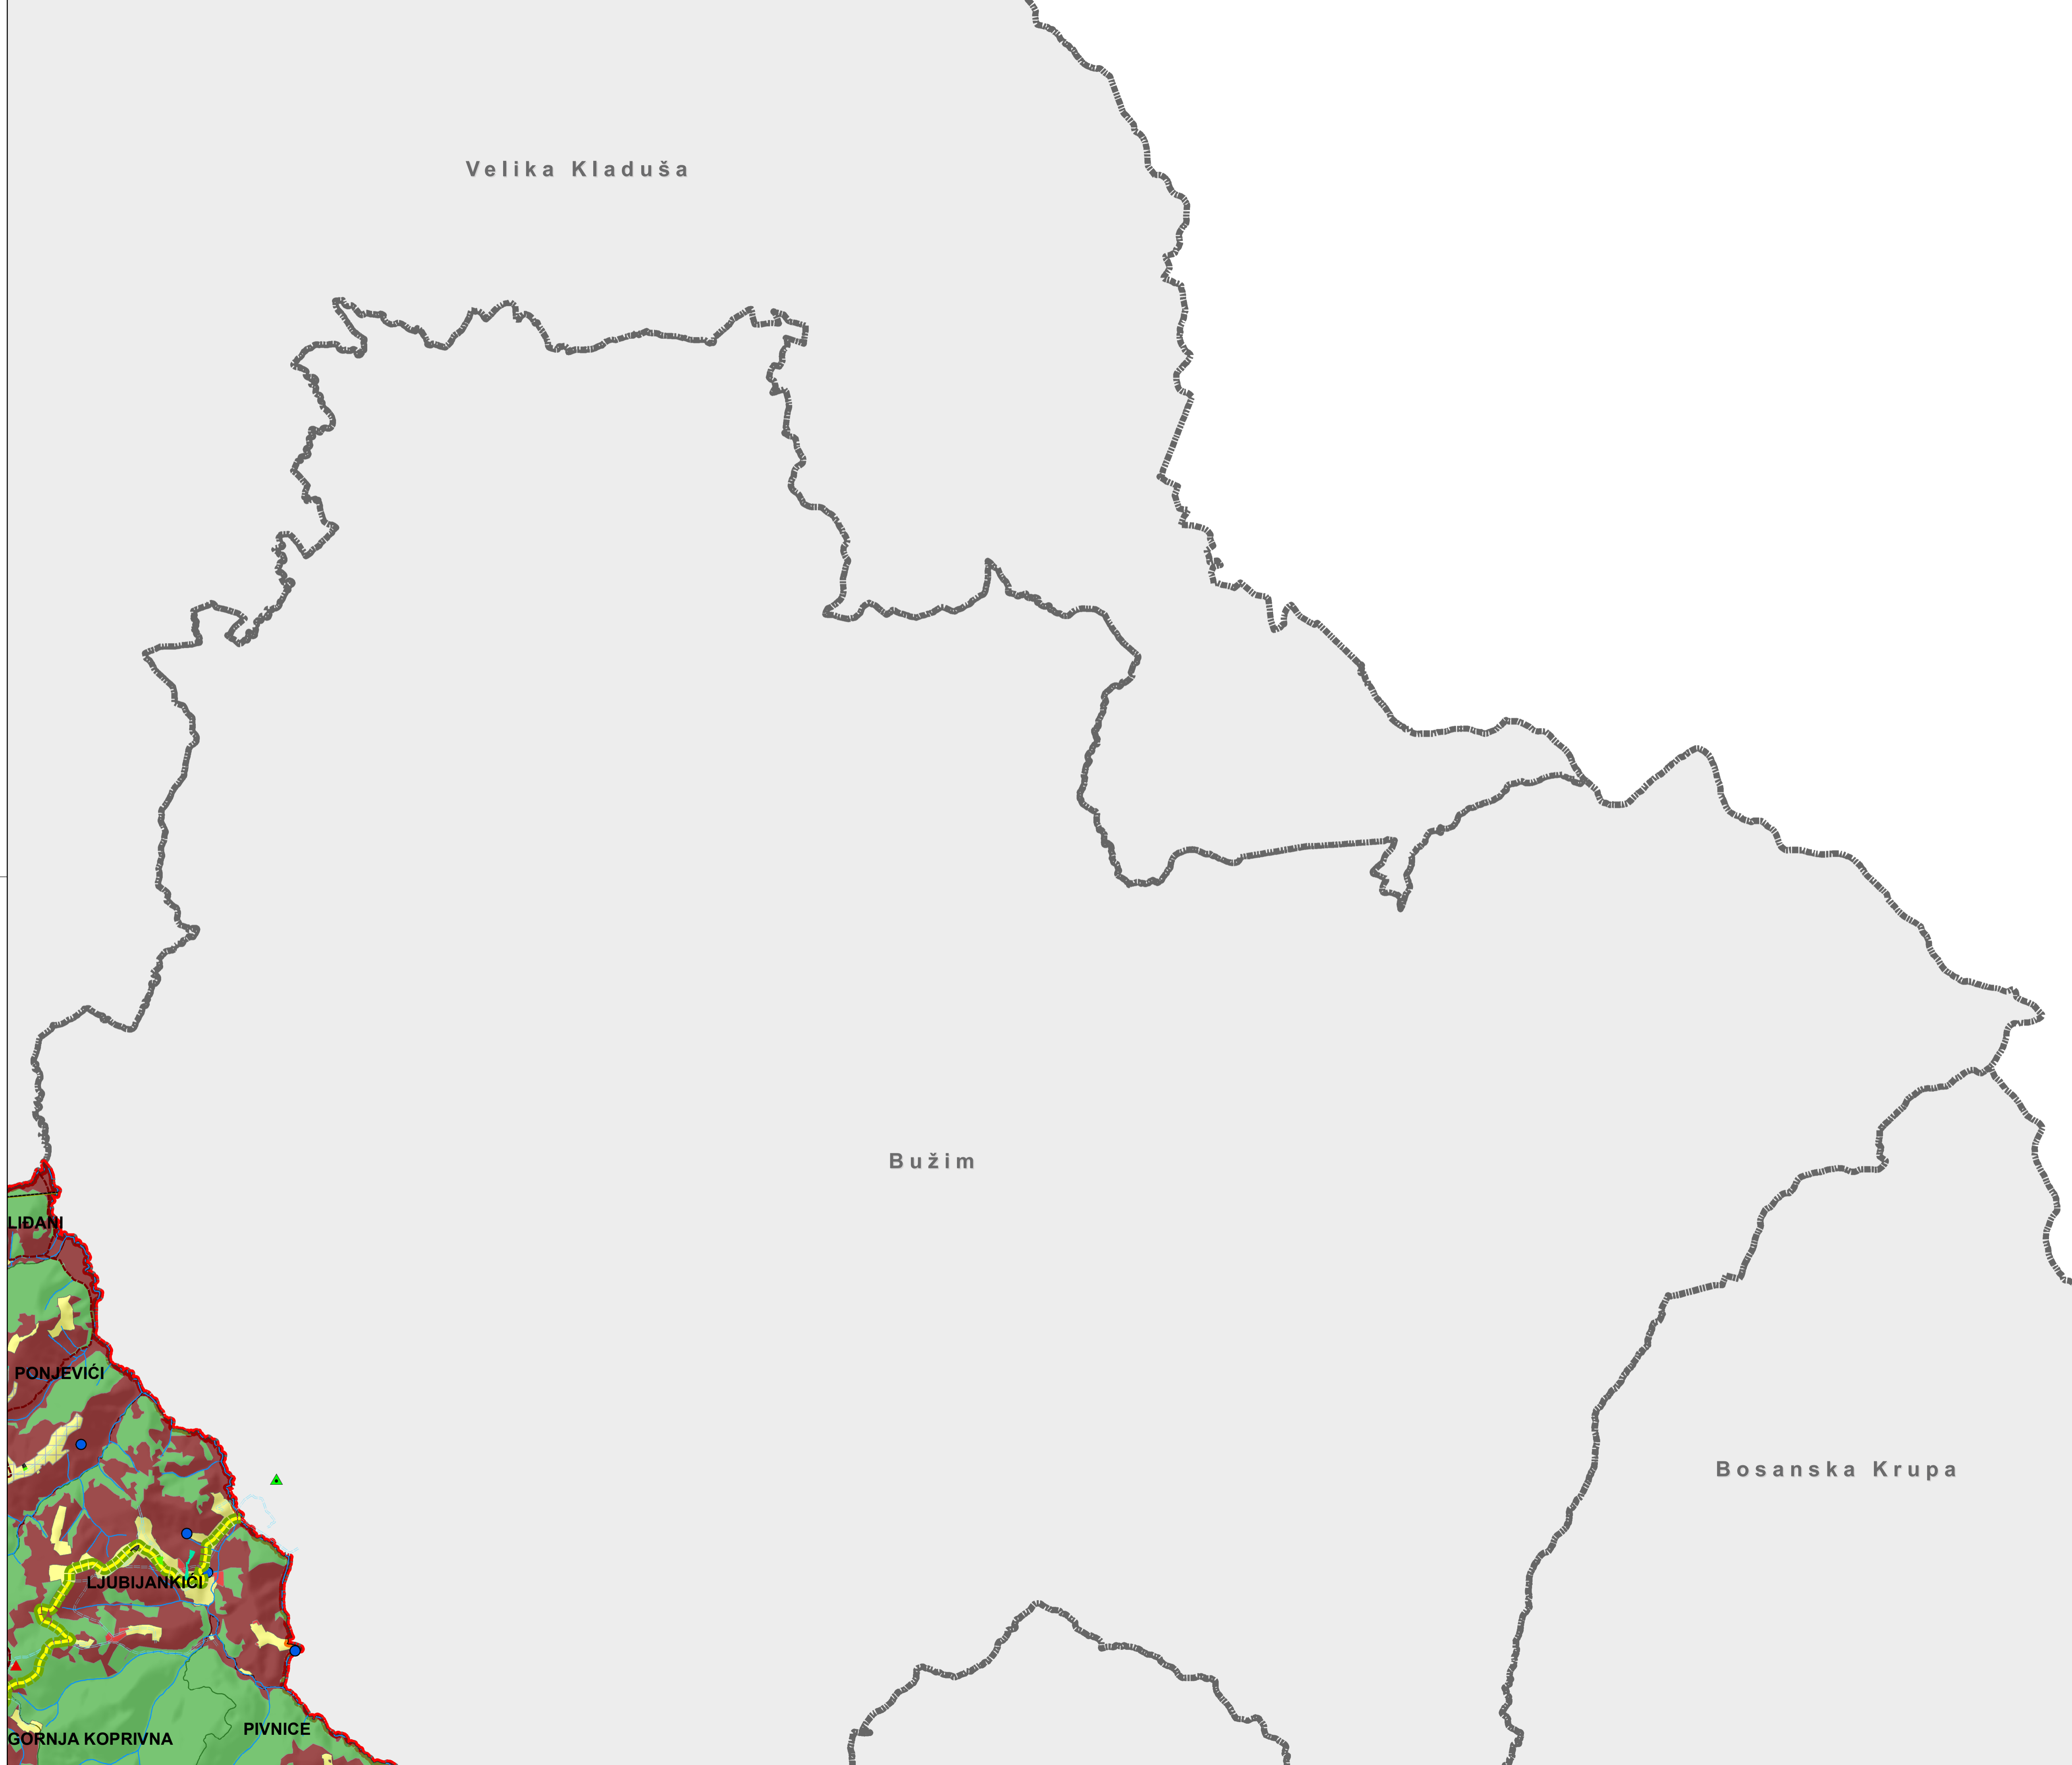 Velika Kladuša
Bužim
LIĐANI
PONJEVIĆI
Bosanska Krupa
LJUBIJANKIĆI
PIVNICE
GORNJA KOPRIVNA